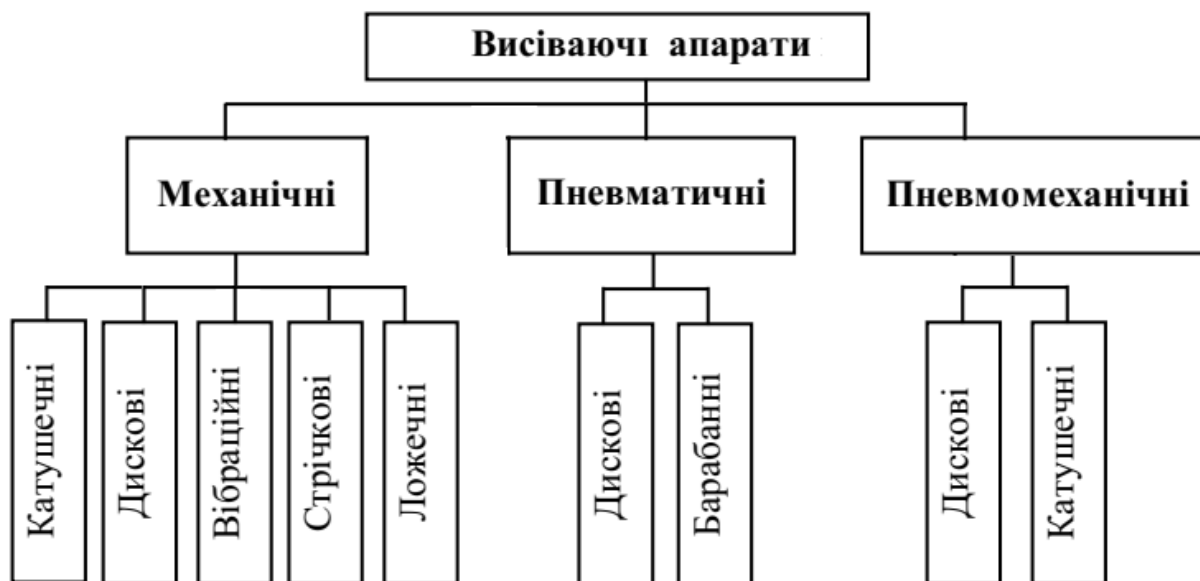 Висіваючі апарати
Механічні
Пневматичні
Пневмомеханічні
Катушечні
Дискові
Вібраційні
Стрічкові
Ложечні
Дискові
Барабанні
Дискові
Катушечні